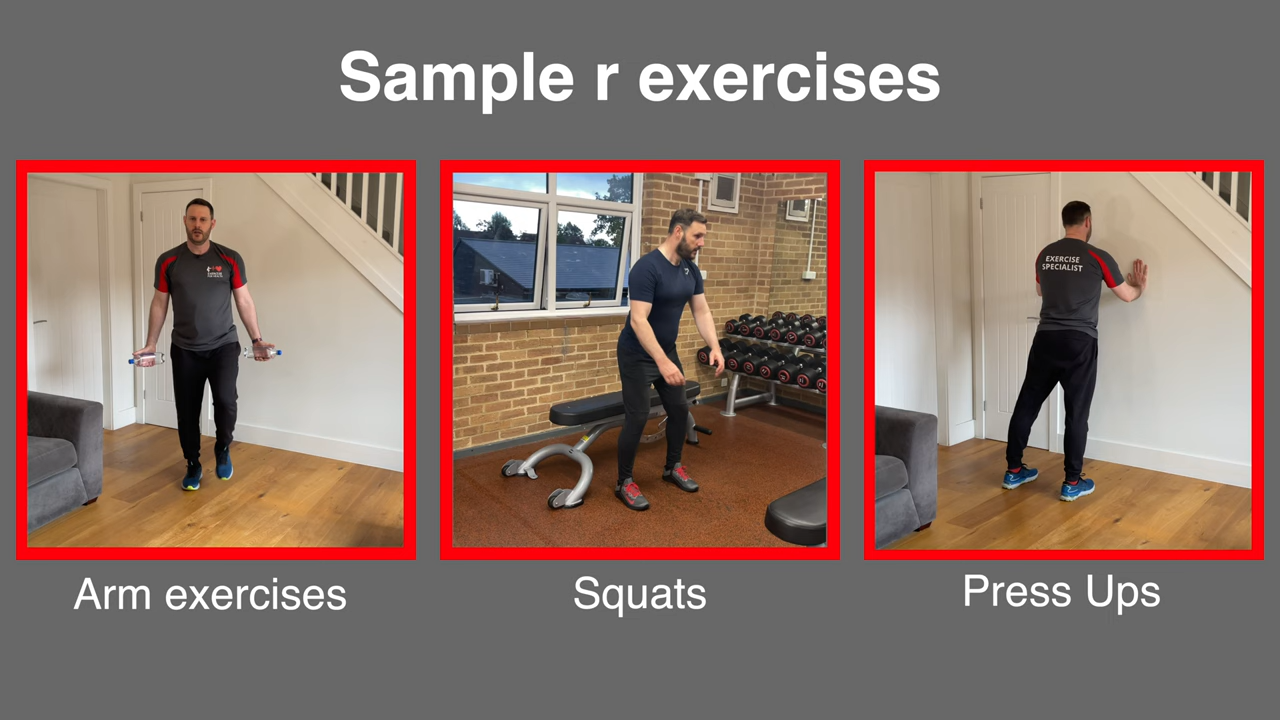 Sample r exercises
EXERCISE
SPECIALIST
Arm exercises
Squats
Press Ups